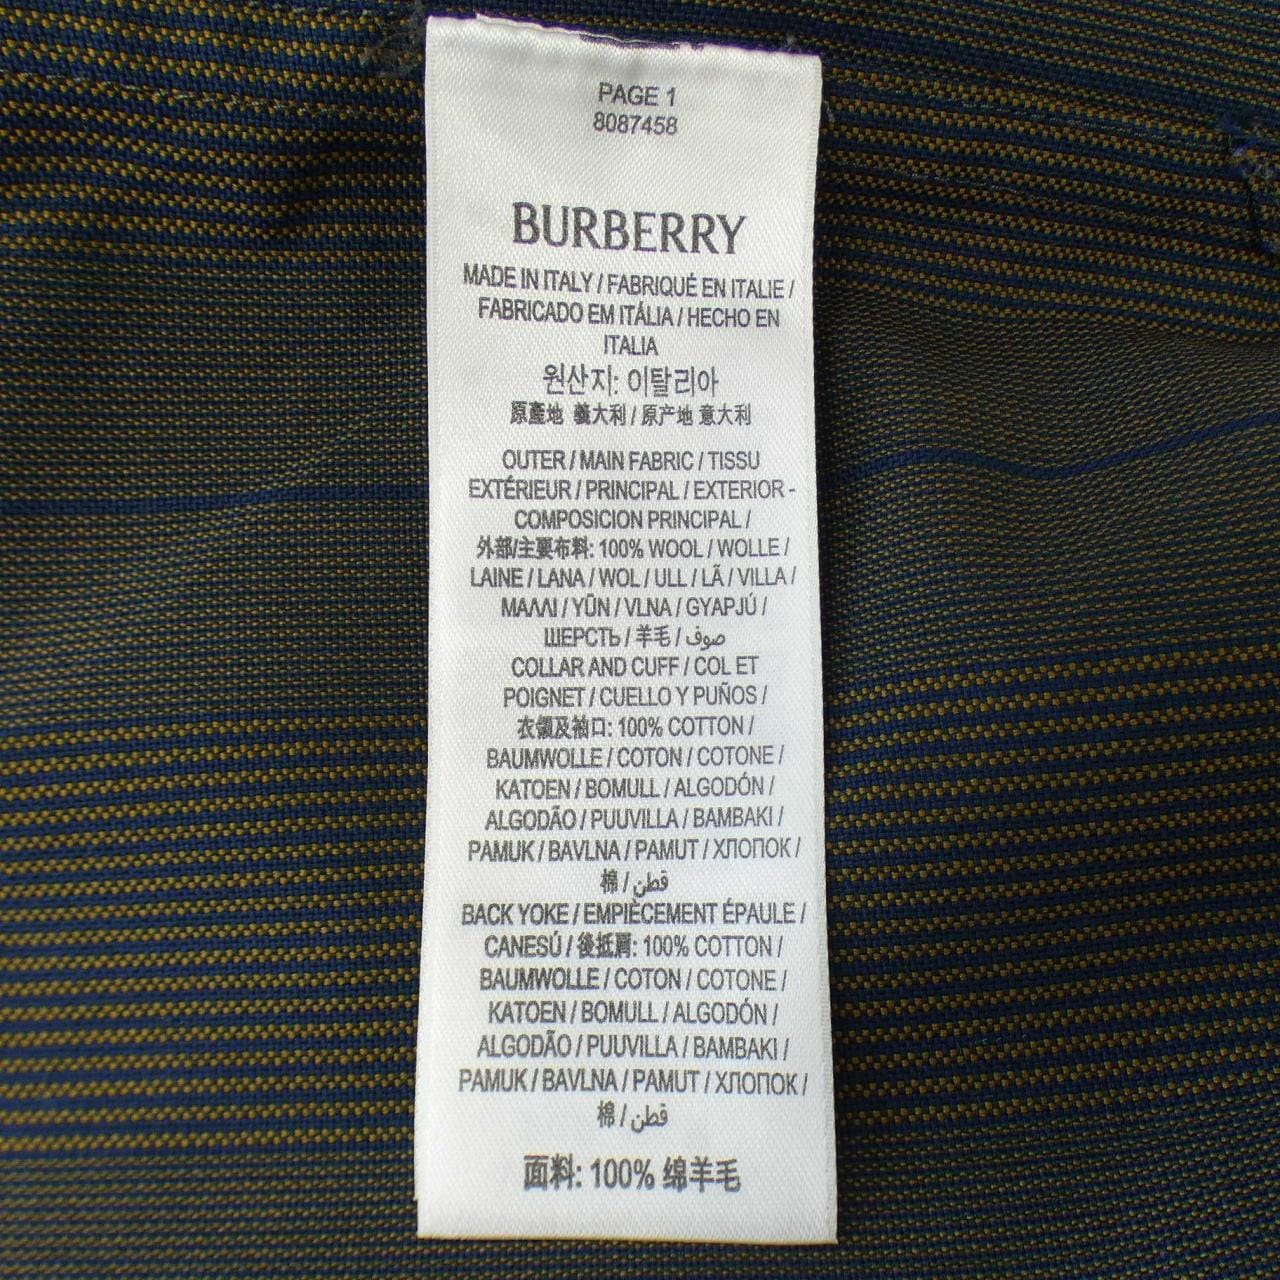 PAGE 1
8087458
BURBERRY
MADE IN ITALY / FABRIQUÉ EN ITALIE /
FABRICADO EM ITÁLIA / HECHO EN
ITALIA
원산지: 이탈리아
原產地 義大利 / 原产地 意大利
OUTER / MAIN FABRIC / TISSU
EXTÉRIEUR / PRINCIPAL / EXTERIOR -
COMPOSICION PRINCIPAL /
外部/主要布料: 100% WOOL / WOLLE /
LAINE / LANA / WOL / ULL / LÃ / VILLA /
ΜΑΛΛΙ / YŪN / VLNA / GYAPJÚ /
ШЕРСТЬ / 羊毛 / صوف
COLLAR AND CUFF / COL ET
POIGNET / CUELLO Y PUÑOS /
衣領及袖口: 100% COTTON /
BAUMWOLLE / COTON / COTONE /
KATOEN / BOMULL / ALGODÓN /
ALGODÃO / PUUVILLA / BAMBAKI /
PAMUK / BAVLNA / PAMUT / ХЛОПОК /
棉 / قطن
BACK YOKE / EMPIÈCEMENT ÉPAULE /
CANESÚ / 後抵肩: 100% COTTON /
BAUMWOLLE / COTON / COTONE /
KATOEN / BOMULL / ALGODÓN /
ALGODÃO / PUUVILLA / BAMBAKI /
PAMUK / BAVLNA / PAMUT / ХЛОПОК /
棉 / قطن
面料: 100% 绵羊毛